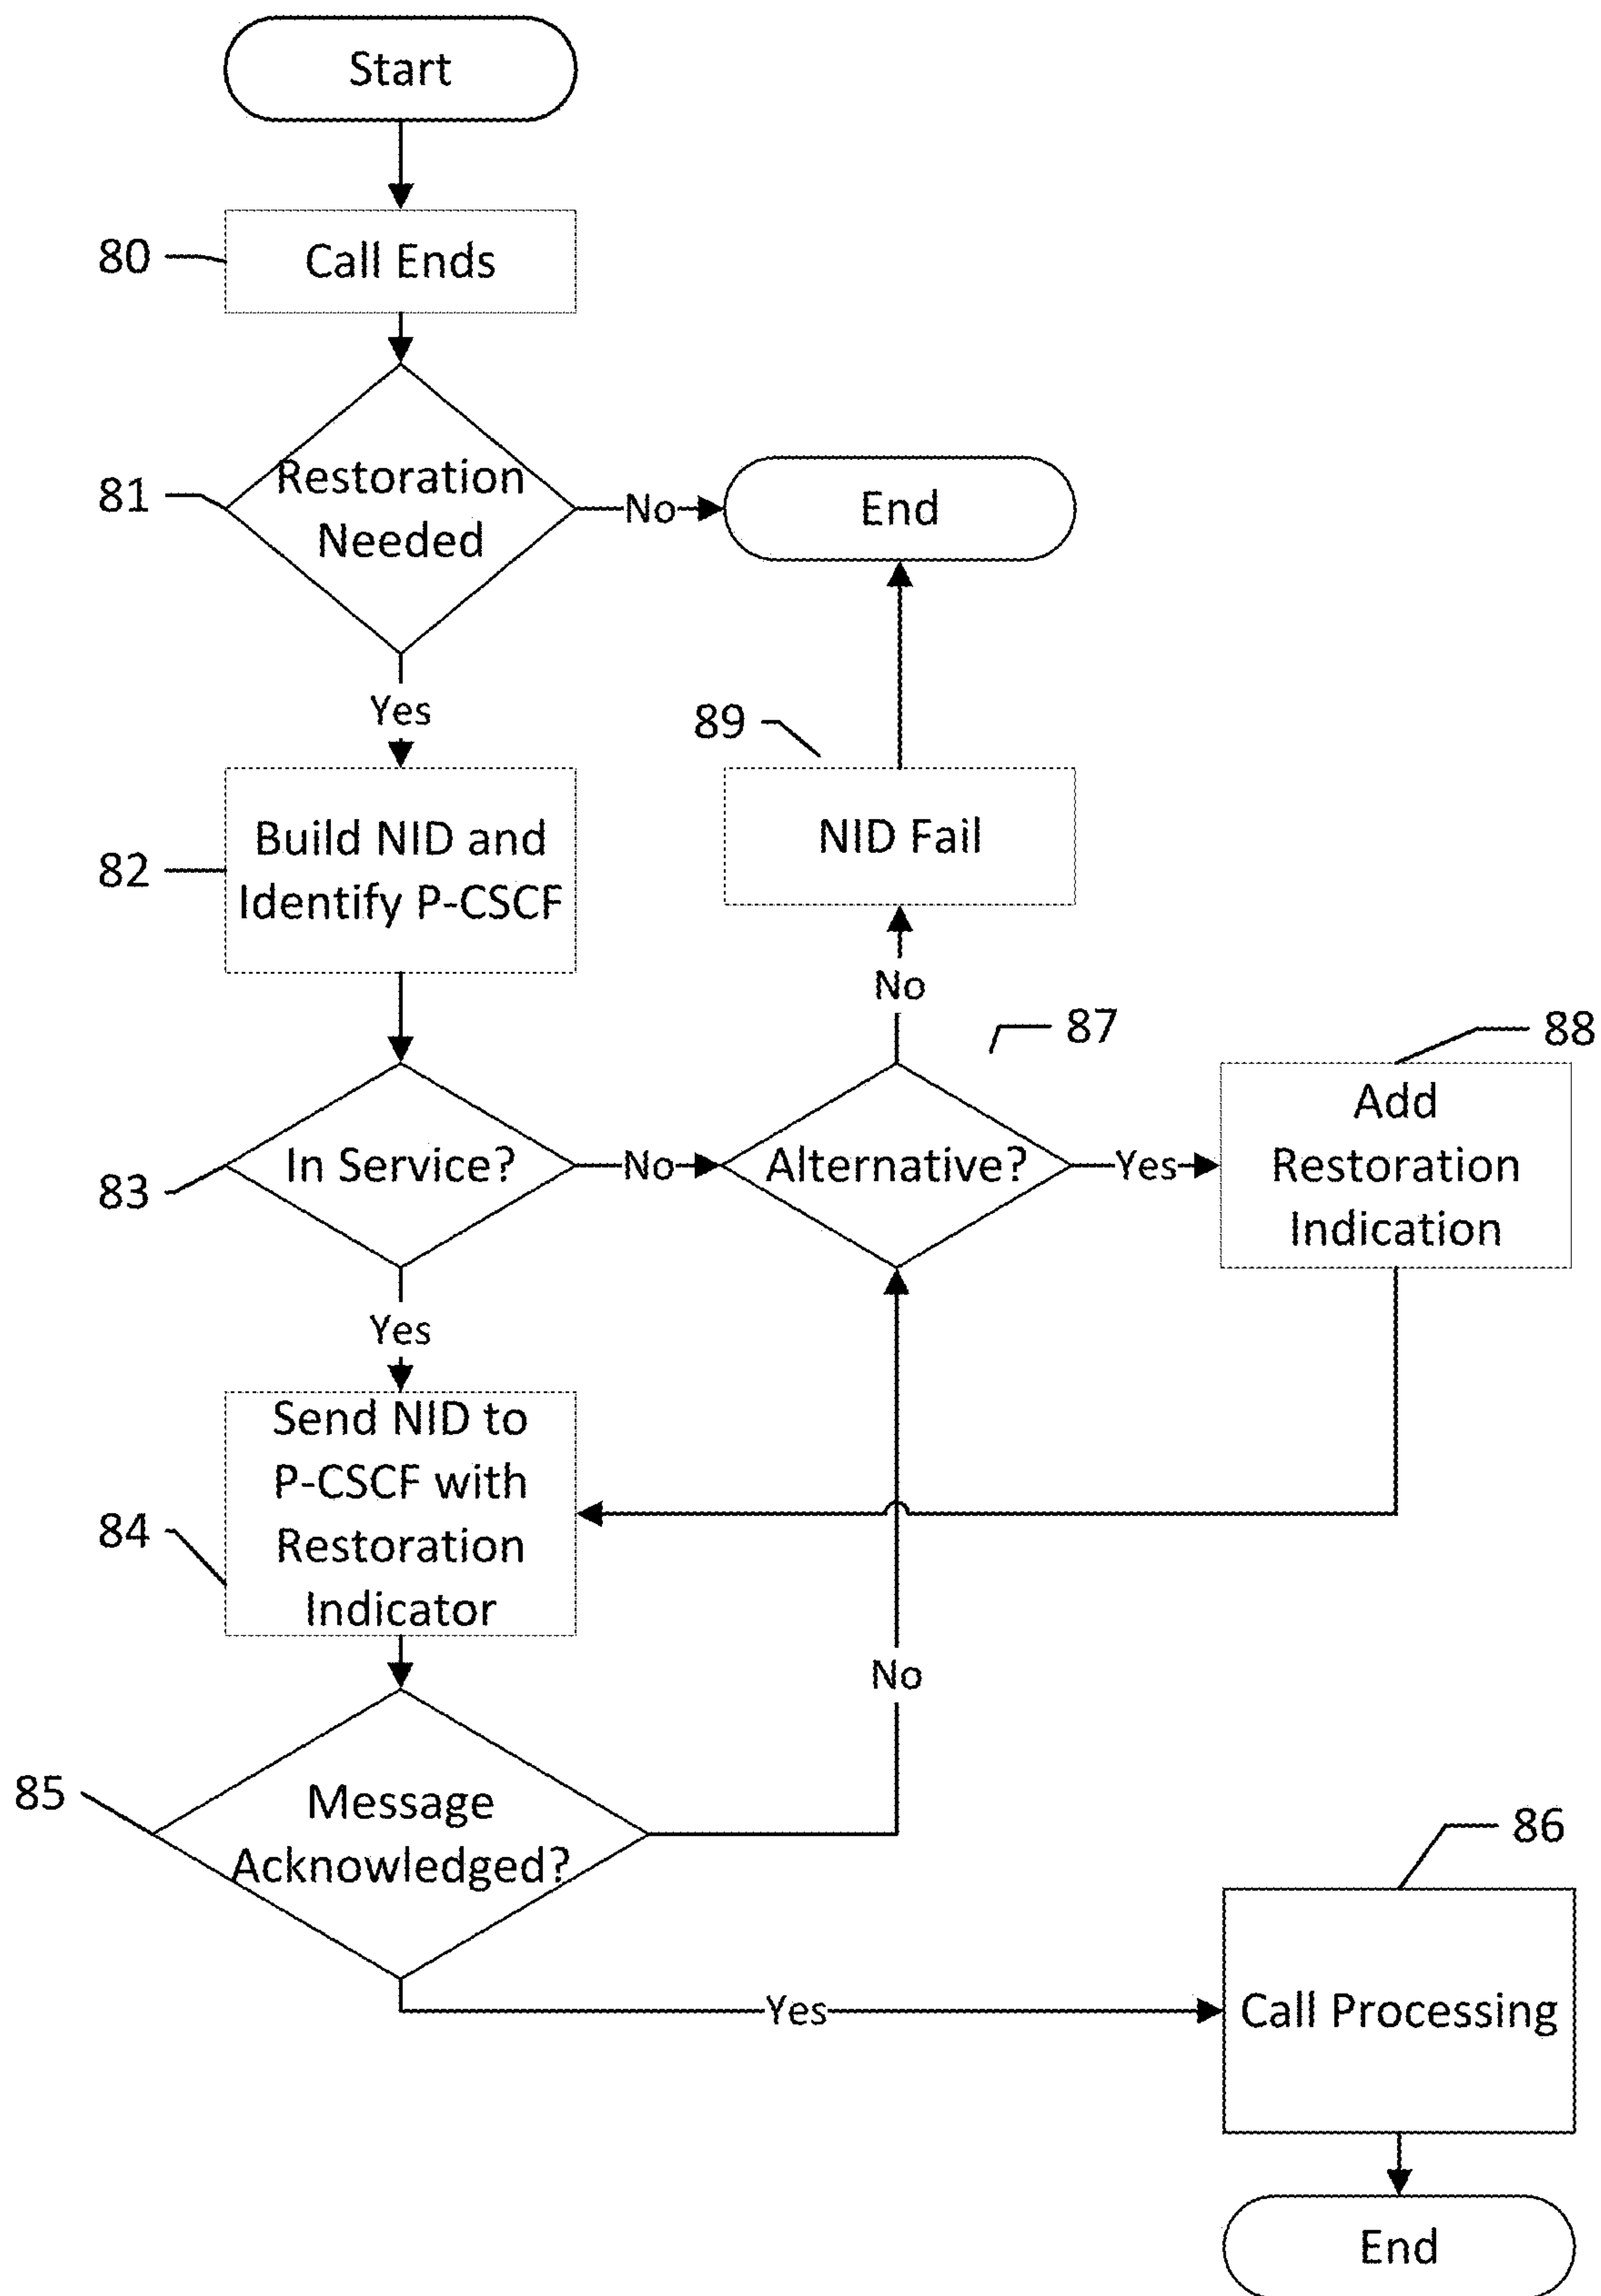 Start
80
Call Ends
81
Restoration
Needed
No
End
Yes
89
82
Build NID and
Identify P-CSCF
NID Fail
No
87
88
83
In Service?
No
Alternative?
Yes
Add
Restoration
Indication
Yes
84
Send NID to
P-CSCF with
Restoration
Indicator
No
85
Message
Acknowledged?
86
Yes
Call Processing
End